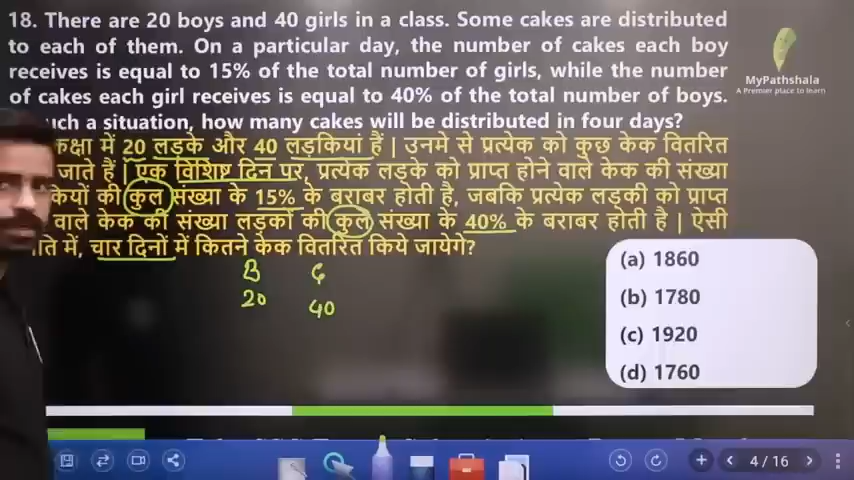 18. There are 20 boys and 40 girls in a class. Some cakes are distributed
to each of them. On a particular day, the number of cakes each boy
receives is equal to 15% of the total number of girls, while the number
of cakes each girl receives is equal to 40% of the total number of boys.
uch a situation, how many cakes will be distributed in four days?
कक्षा में 20 लड़के और 40 लड़कियां हैं | उनमे से प्रत्येक को कुछ केक वितरित
जाते हैं | एक विशिष्ट दिन पर, प्रत्येक लड़के को प्राप्त होने वाले केक की संख्या
कियों की कुल संख्या के 15% के बराबर होती है, जबकि प्रत्येक लड़की को प्राप्त
वाले केक की संख्या लड़कों की कुल संख्या के 40% के बराबर होती है | ऐसी
में, चार दिनों में कितने केक वितरित किये जायेगे?
B G
20 40
(a) 1860
(b) 1780
(c) 1920
(d) 1760
MyPathshala
A Premier place to learn
4 / 16